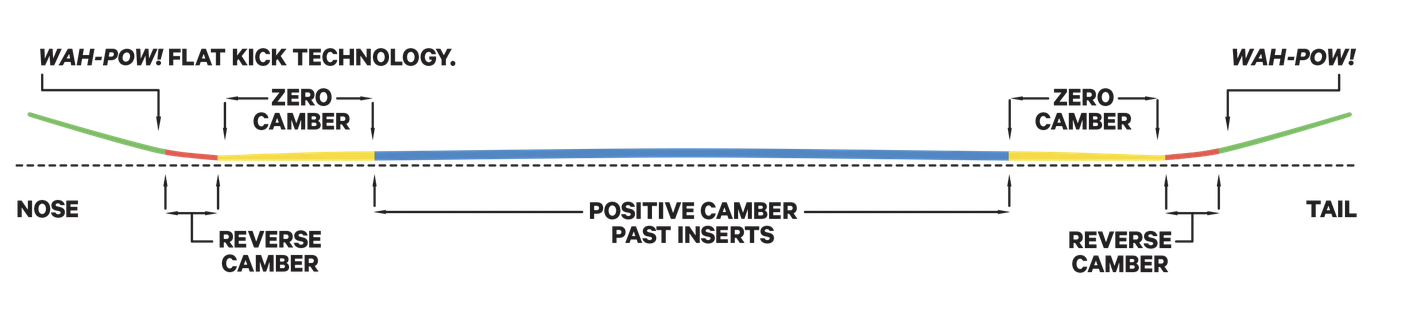 WAH-POW! FLAT KICK TECHNOLOGY.
WAH-POW!
ZERO
CAMBER
ZERO
CAMBER
NOSE
POSITIVE CAMBER
PAST INSERTS
TAIL
REVERSE
CAMBER
REVERSE
CAMBER